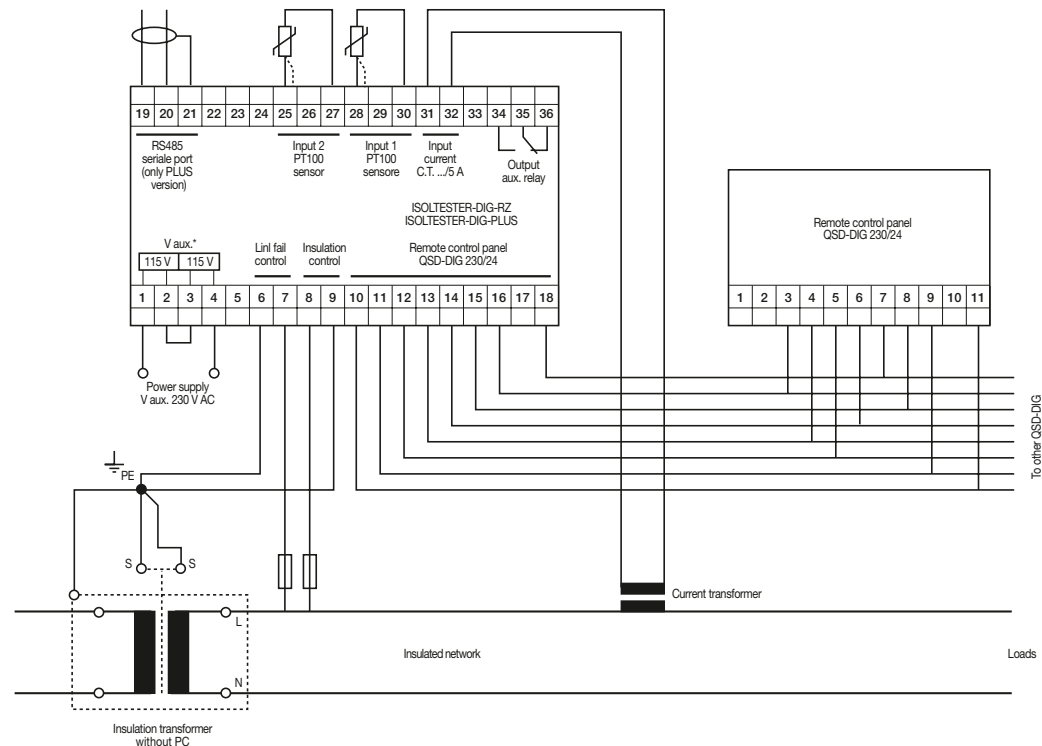 19 20 21 22 23 24 25 26 27 28 29 30 31 32 33 34 35 36
RS485
seriale port
(only PLUS
version)
Input 2
PT100
sensor
Input 1
PT100
sensore
Input
current
C.T. .../5 A
Output
aux. relay
ISOLTESTER-DIG-RZ
ISOLTESTER-DIG-PLUS
V aux.*
115 V 115 V
Linl fail
control
Insulation
control
Remote control panel
QSD-DIG 230/24
1 2 3 4 5 6 7 8 9 10 11 12 13 14 15 16 17 18
Remote control panel
QSD-DIG 230/24
1 2 3 4 5 6 7 8 9 10 11
Power supply
V aux. 230 V AC
To other QSD-DIG
PE
S S
Current transformer
L
Insulated network
Loads
N
Insulation transformer
without PC